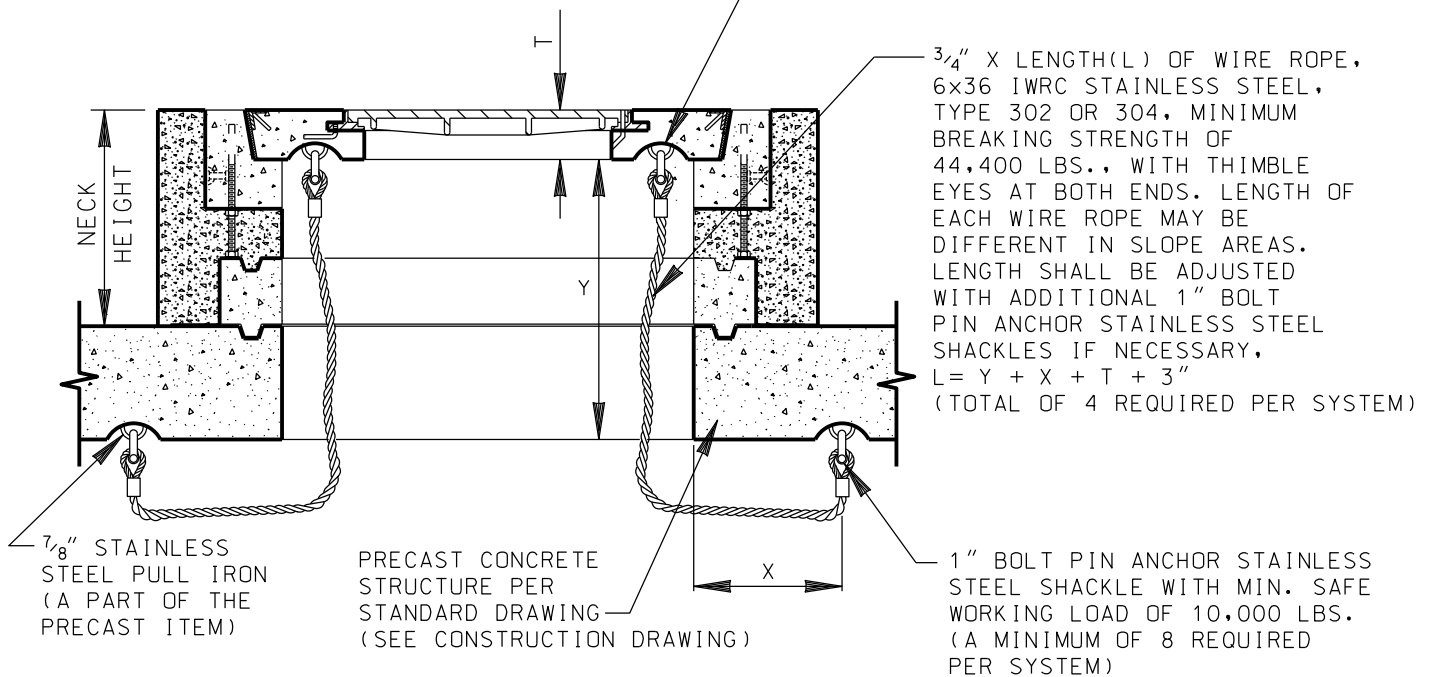 T
NECK
HEIGHT
Y
3/4" X LENGTH(L) OF WIRE ROPE,
6x36 IWRC STAINLESS STEEL,
TYPE 302 OR 304, MINIMUM
BREAKING STRENGTH OF
44,400 LBS., WITH THIMBLE
EYES AT BOTH ENDS. LENGTH OF
EACH WIRE ROPE MAY BE
DIFFERENT IN SLOPE AREAS.
LENGTH SHALL BE ADJUSTED
WITH ADDITIONAL 1" BOLT
PIN ANCHOR STAINLESS STEEL
SHACKLES IF NECESSARY,
L= Y + X + T + 3"
(TOTAL OF 4 REQUIRED PER SYSTEM)
7/8" STAINLESS
STEEL PULL IRON
(A PART OF THE
PRECAST ITEM)
PRECAST CONCRETE
STRUCTURE PER
STANDARD DRAWING
(SEE CONSTRUCTION DRAWING)
X
1" BOLT PIN ANCHOR STAINLESS
STEEL SHACKLE WITH MIN. SAFE
WORKING LOAD OF 10,000 LBS.
(A MINIMUM OF 8 REQUIRED
PER SYSTEM)